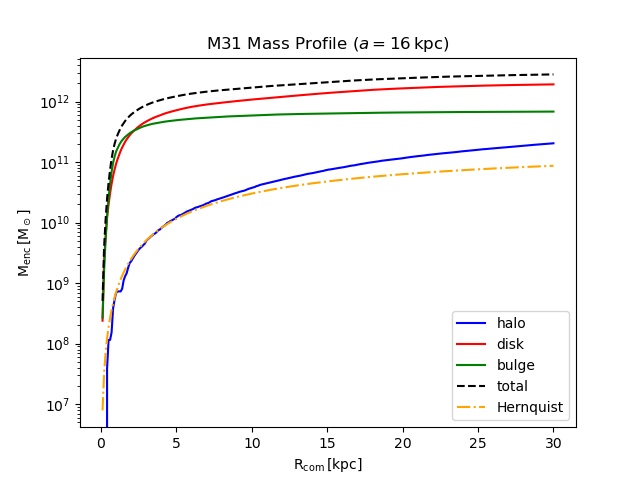 M31 Mass Profile (a = 16 kpc)
M_enc [M_⊙]
10^12
10^11
10^10
10^9
10^8
10^7
0 5 10 15 20 25 30
R_com [kpc]
halo
disk
bulge
total
Hernquist